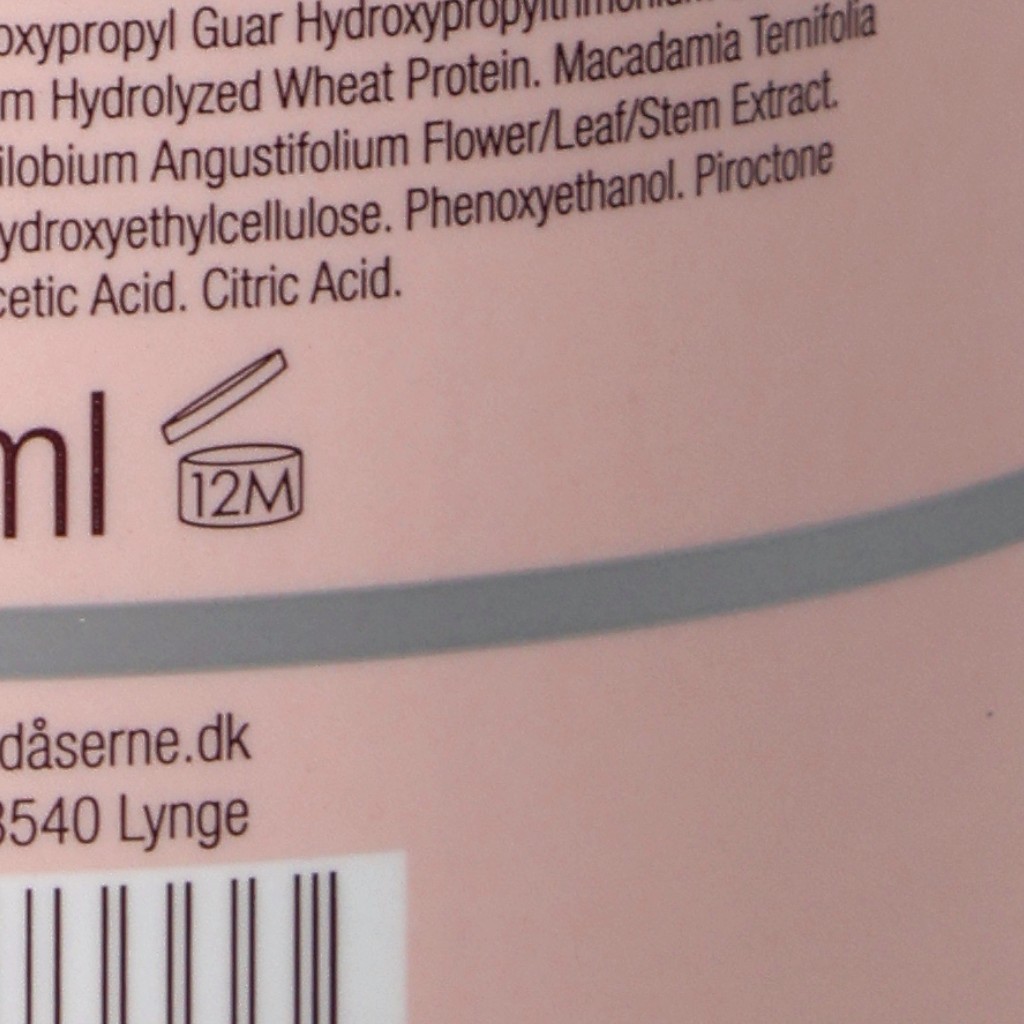 oxypropyl Guar Hydroxypropyltrimonium
m Hydrolyzed Wheat Protein. Macadamia Ternifolia
ilobium Angustifolium Flower/Leaf/Stem Extract.
ydroxyethylcellulose. Phenoxyethanol. Piroctone
cetic Acid. Citric Acid.
ml
12M
dåserne.dk
3540 Lynge